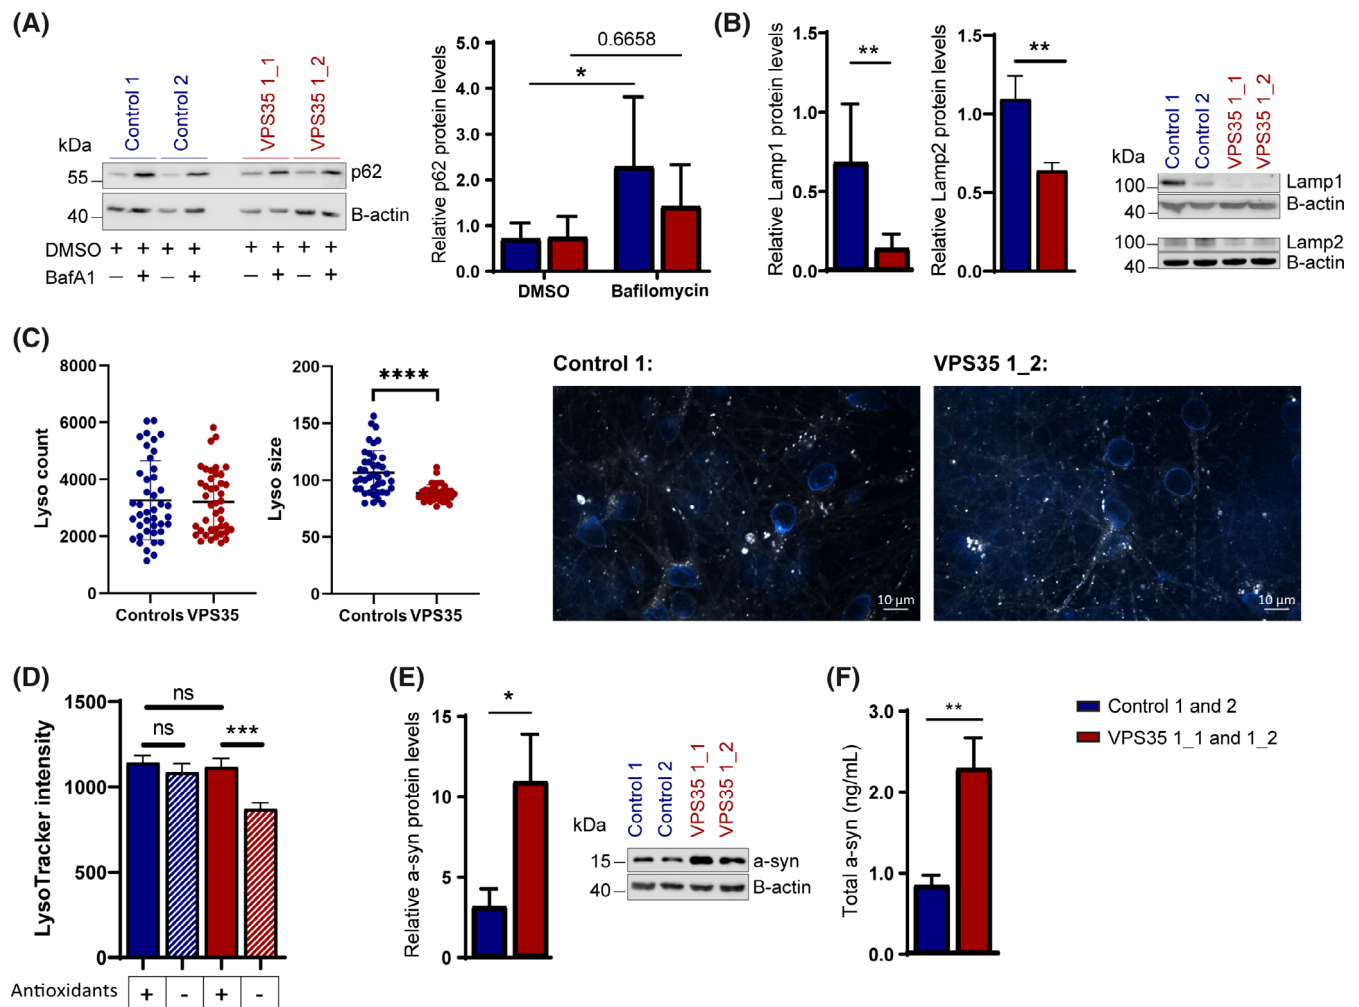 (A)
Control 1
Control 2
VPS35 1_1
VPS35 1_2
kDa
55
p62
40
B-actin
DMSO + + + + + + + +
BafA1 — + — + — + — +
Relative p62 protein levels
5.0
4.0
3.0
2.0
1.0
0.0
*
0.6658
DMSO
Bafilomycin
(B)
Relative Lamp1 protein levels
1.5
1.0
0.5
0.0
**
Relative Lamp2 protein levels
1.5
1.0
0.5
0.0
**
Control 1
Control 2
VPS35 1_1
VPS35 1_2
kDa
100
Lamp1
40
B-actin
100
Lamp2
40
B-actin
(C)
Lyso count
8000
6000
4000
2000
0
Controls VPS35
Lyso size
200
150
100
50
0
****
Controls VPS35
Control 1:
10 µm
VPS35 1_2:
10 µm
(D)
LysoTracker intensity
1500
1000
500
0
ns
ns
***
Antioxidants + - + -
(E)
Relative a-syn protein levels
15
10
5
0
*
Control 1
Control 2
VPS35 1_1
VPS35 1_2
kDa
15
a-syn
40
B-actin
(F)
Total a-syn (ng/mL)
3.0
2.0
1.0
0.0
**
Control 1 and 2
VPS35 1_1 and 1_2